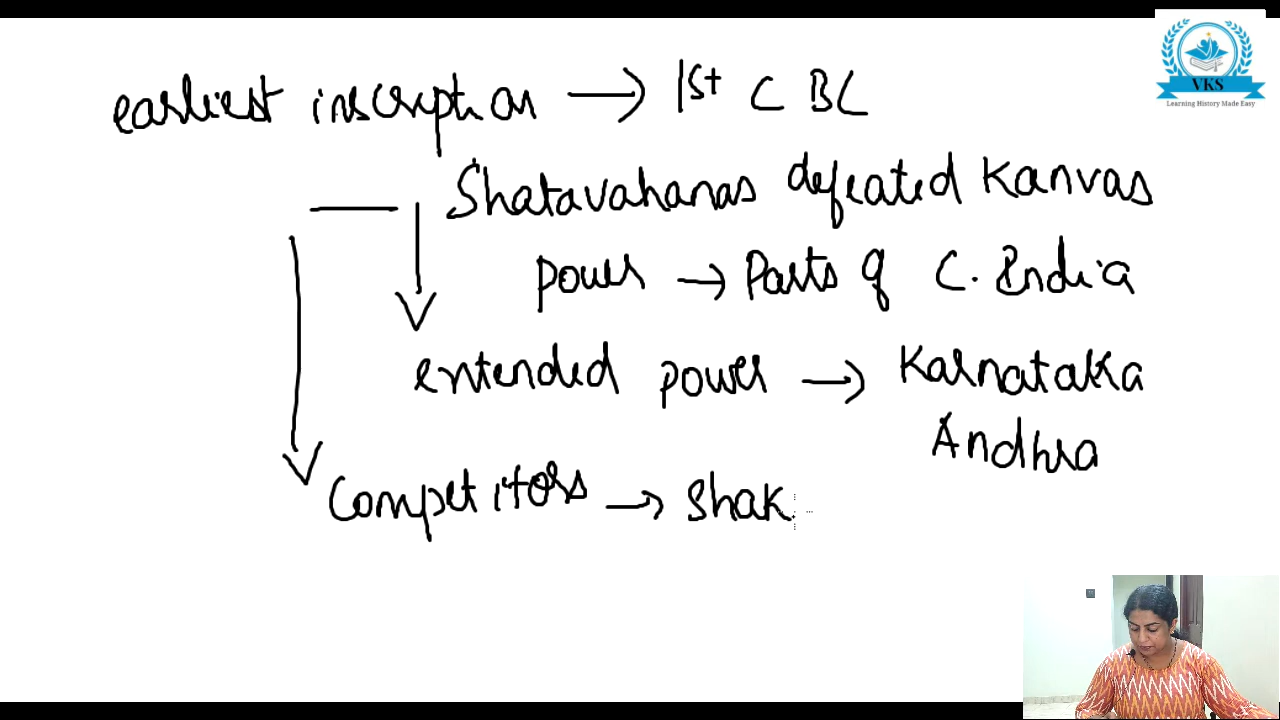 VKS
Learning History Made Easy
earliest inscription → 1st C BC
Shatavahanas defeated Kanvas
power → Parts of C. India
entended power → Karnataka
Andhra
Competitors → Shak